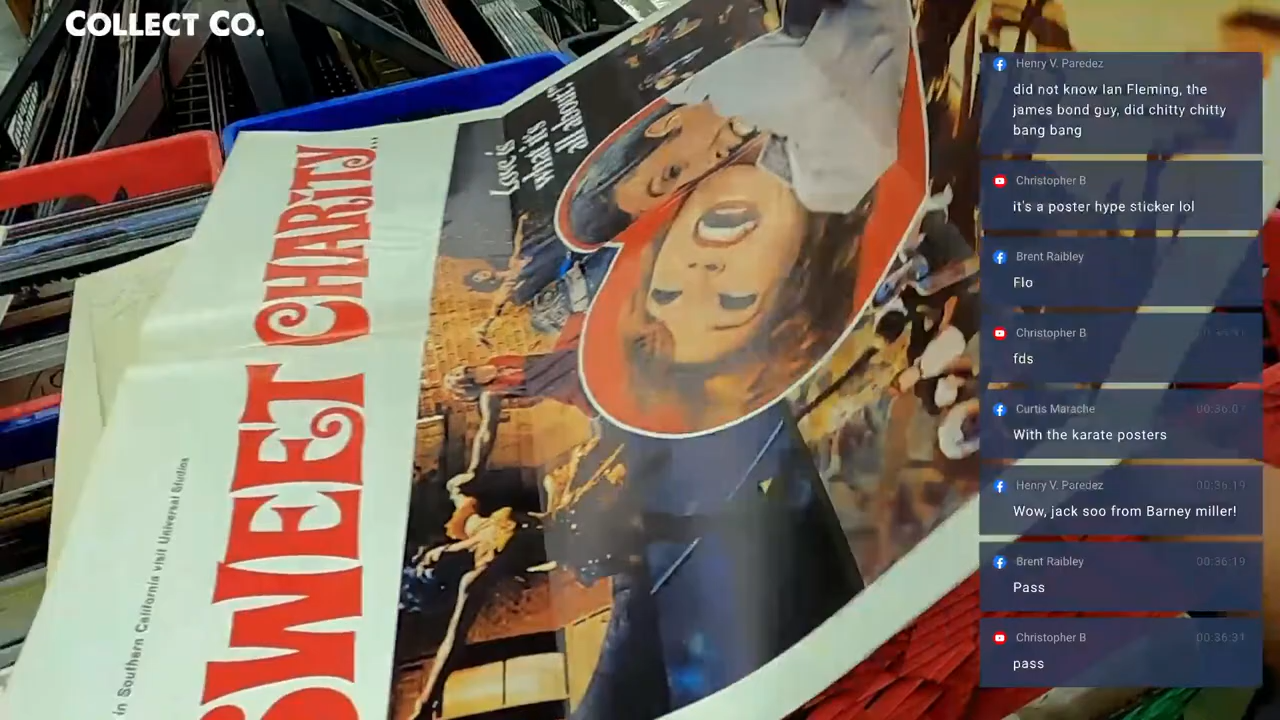 COLLECT CO.
SWEET CHARITY...
Love is
what it's
all about"
in Southern California visit Universal Studios
Henry V. Paredez
did not know Ian Fleming, the
james bond guy, did chitty chitty
bang bang
Christopher B
it's a poster hype sticker lol
Brent Raibley
Flo
Christopher B
fds
Curtis Marache
With the karate posters
Henry V. Paredez
00:36:19
Wow, jack soo from Barney miller!
Brent Raibley
00:36:19
Pass
Christopher B
00:36:31
pass